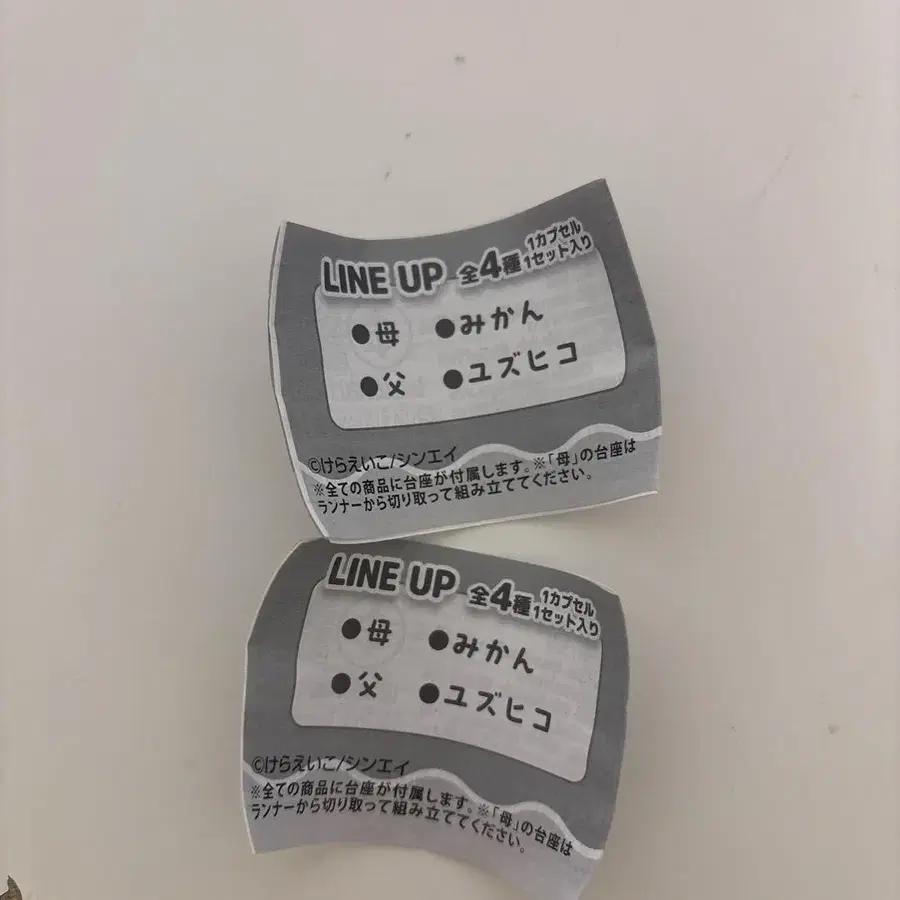 LINE UP 全4種 1カプセル1セット入り
●母 ●みかん
●父 ●ユズヒコ
©けらえいこ/シンエイ
※全ての商品に台座が付属します。※「母」の台座は
ランナーから切り取って組み立ててください。
LINE UP 全4種 1カプセル1セット入り
●母 ●みかん
●父 ●ユズヒコ
©けらえいこ/シンエイ
※全ての商品に台座が付属します。※「母」の台座は
ランナーから切り取って組み立ててください。